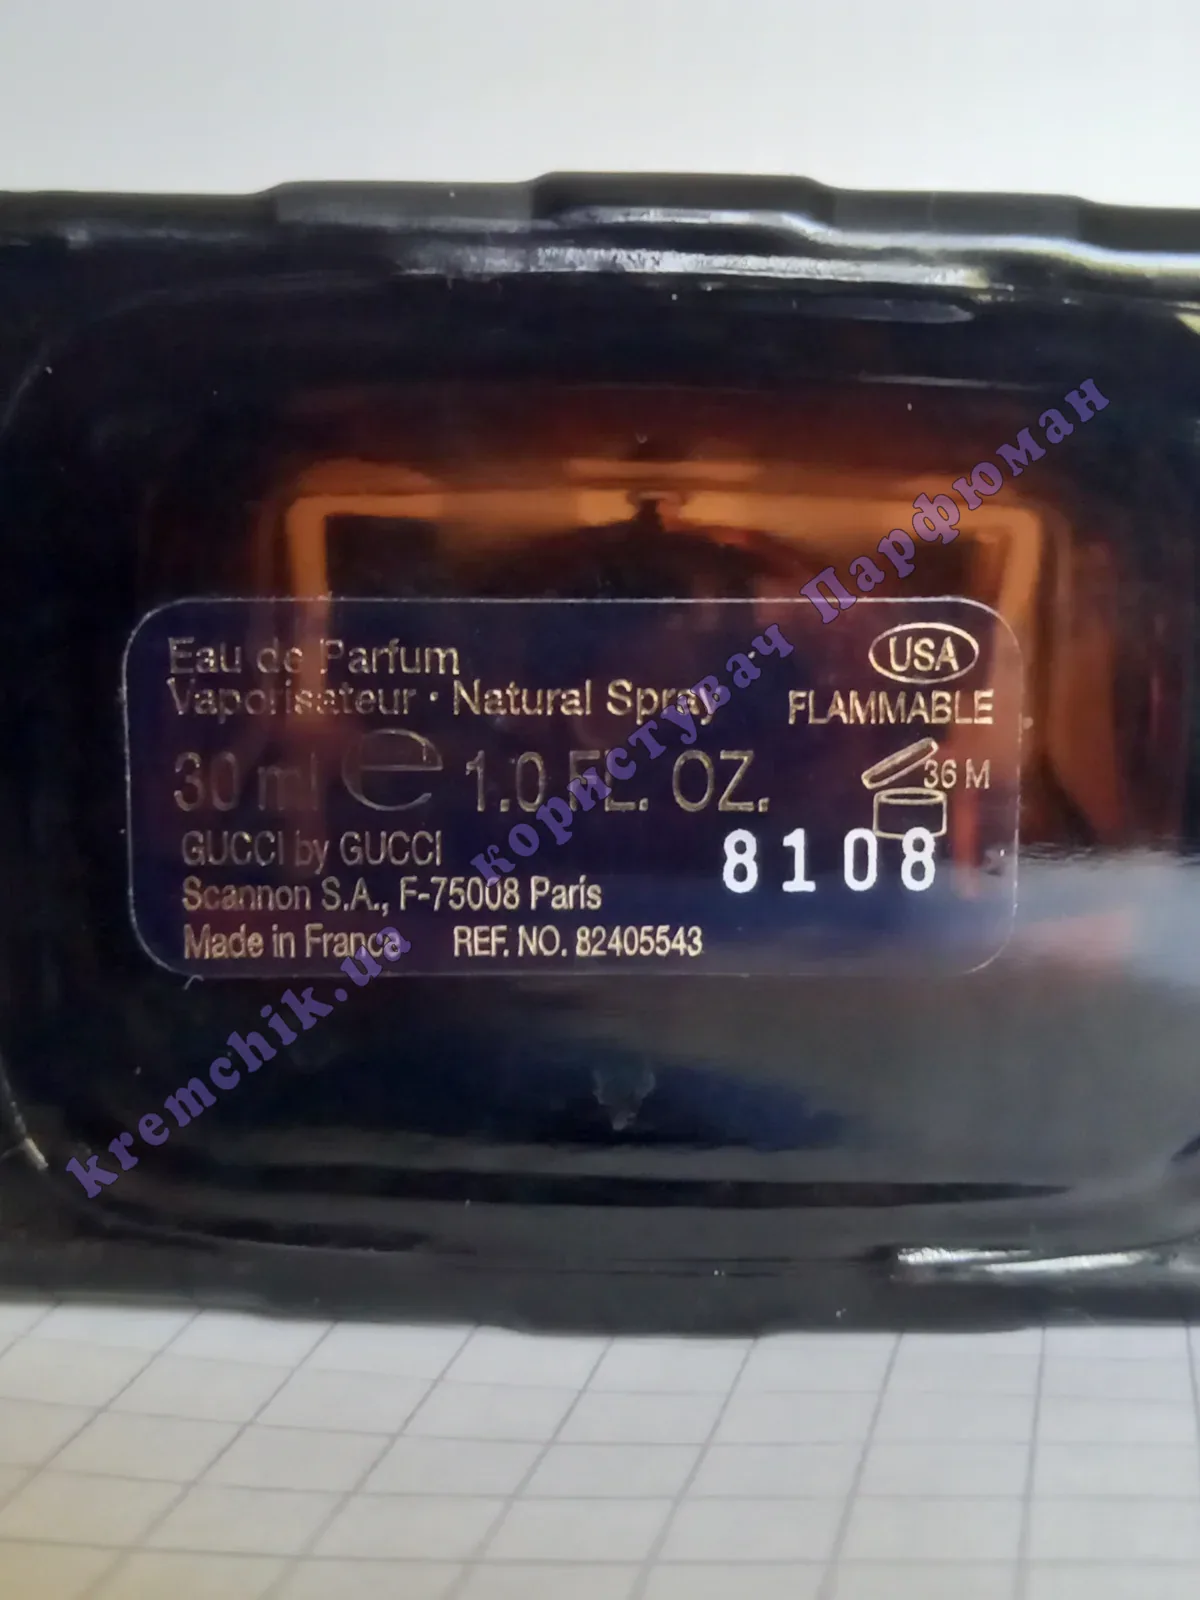 Eau de Parfum
Vaporisateur · Natural Spray
USA
FLAMMABLE
30 ml e 1.0 FL. OZ.
36 M
GUCCI by GUCCI
8108
Scannon S.A., F-75008 Paris
Made in France REF. NO. 82405543
kremchik.ua користувач Парфюман